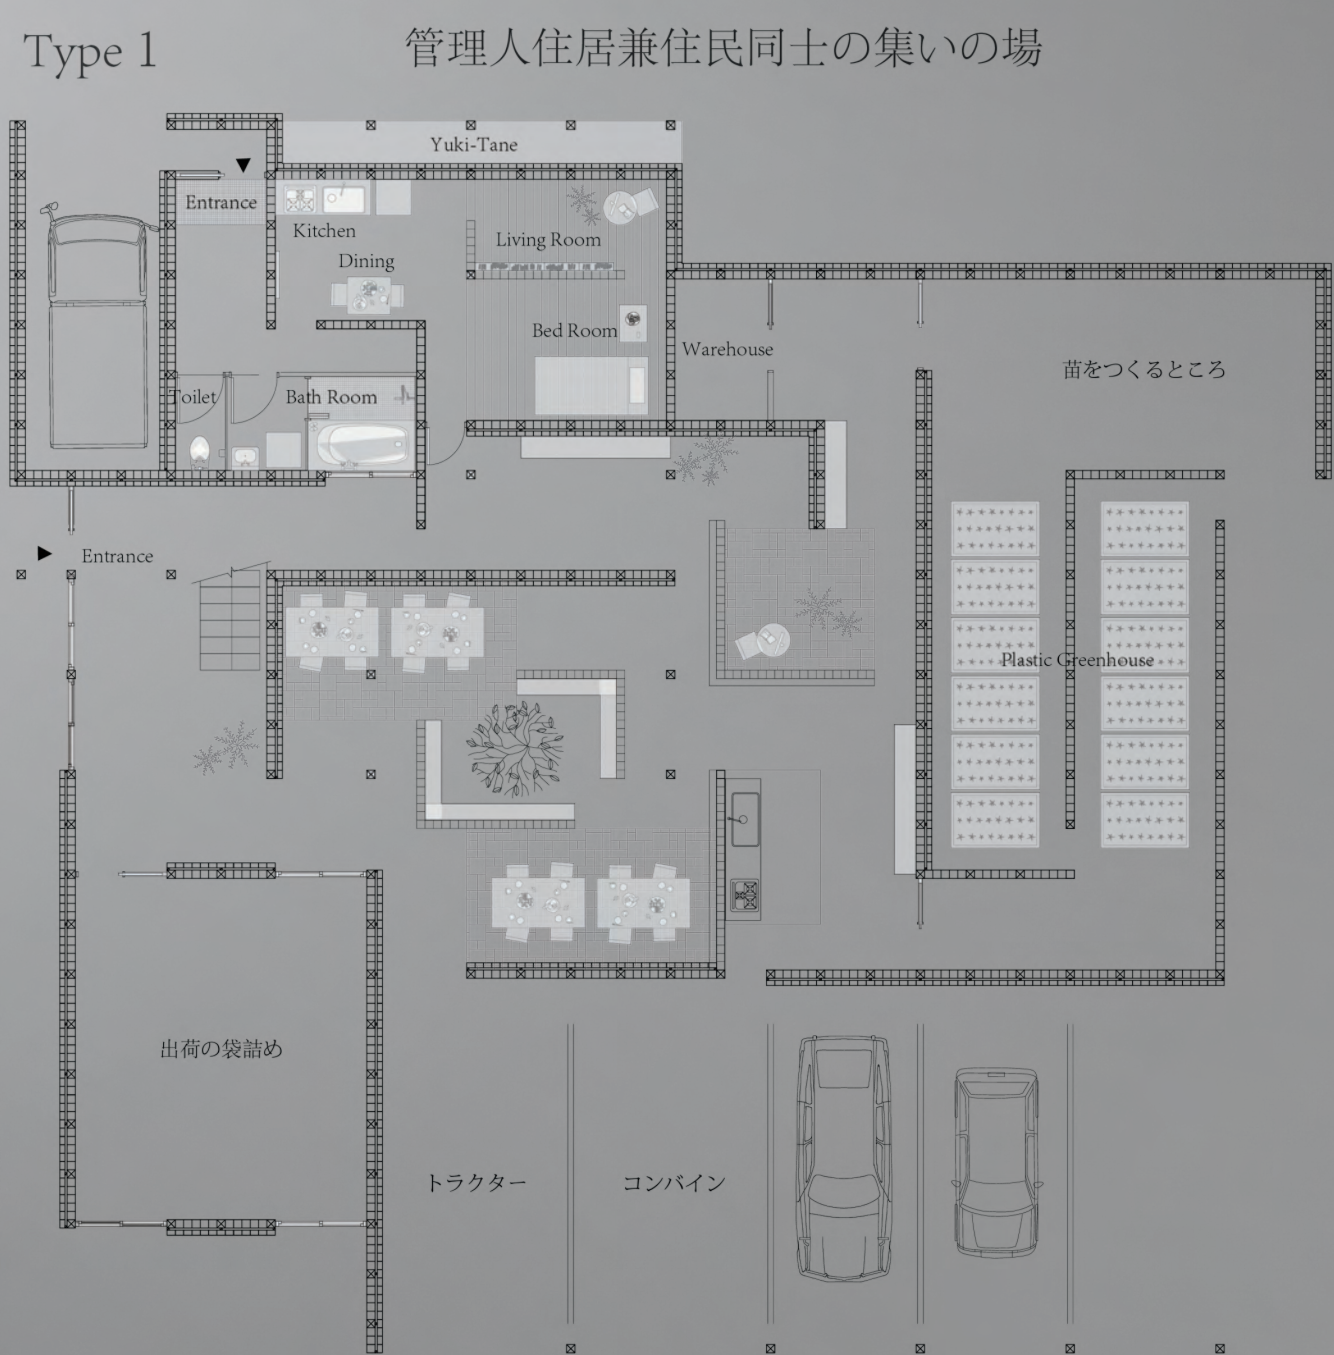 Type 1
管理人住居兼住民同士の集いの場
Yuki-Tane
Entrance
Kitchen
Living Room
Dining
Bed Room
Warehouse
苗をつくるところ
Toilet
Bath Room
Entrance
Plastic Greenhouse
出荷の袋詰め
トラクター
コンバイン